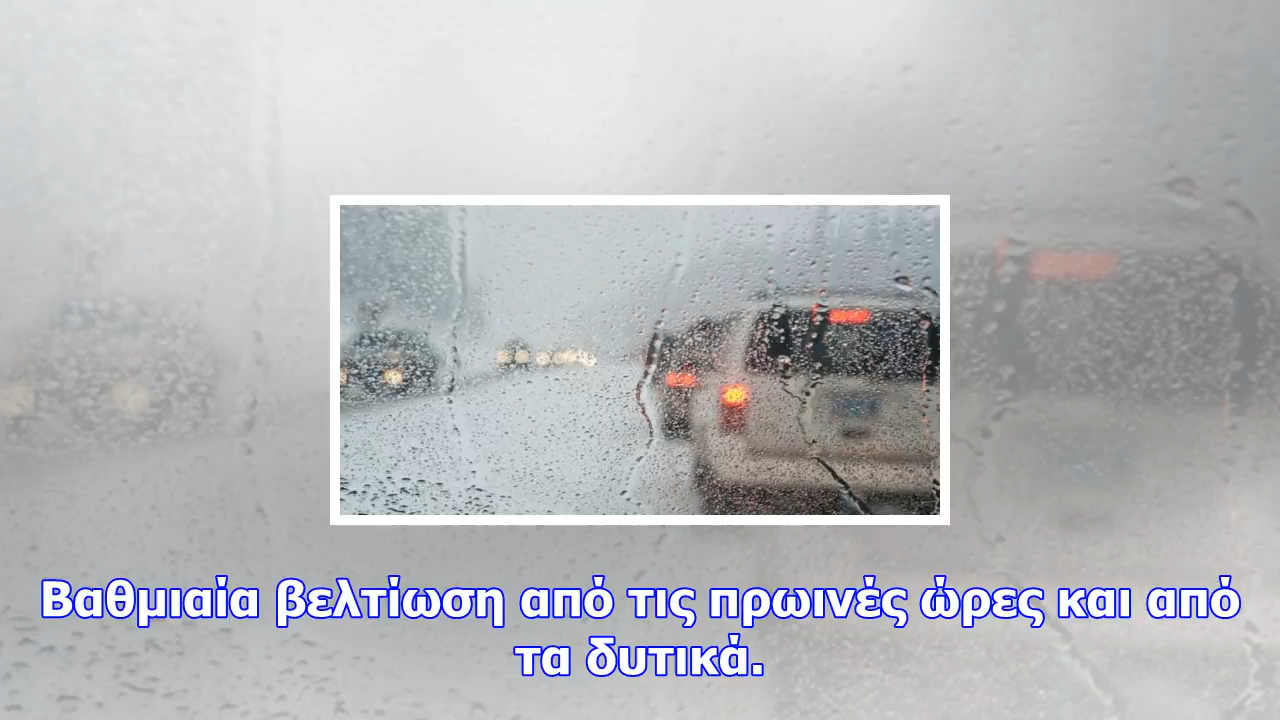 Βαθμιαία βελτίωση από τις πρωινές ώρες και από
τα δυτικά.